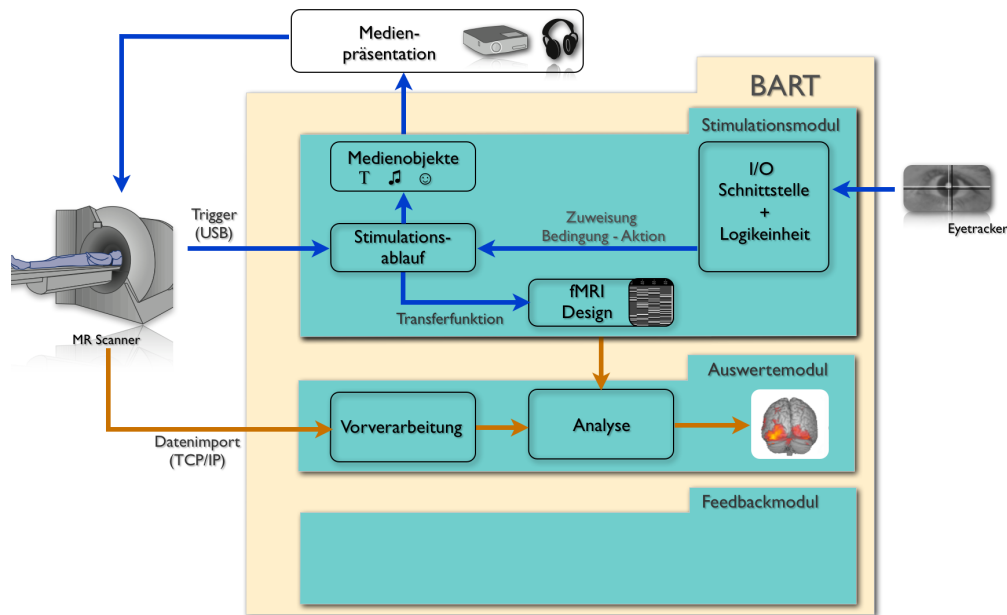 Medien-
präsentation
BART
Stimulationsmodul
Medienobjekte
T ♫ ☺
I/O
Schnittstelle
+
Logikeinheit
Eyetracker
Trigger
(USB)
Stimulations-
ablauf
Zuweisung
Bedingung - Aktion
fMRI
Design
Transferfunktion
MR Scanner
Auswertemodul
Vorverarbeitung
Analyse
Datenimport
(TCP/IP)
Feedbackmodul